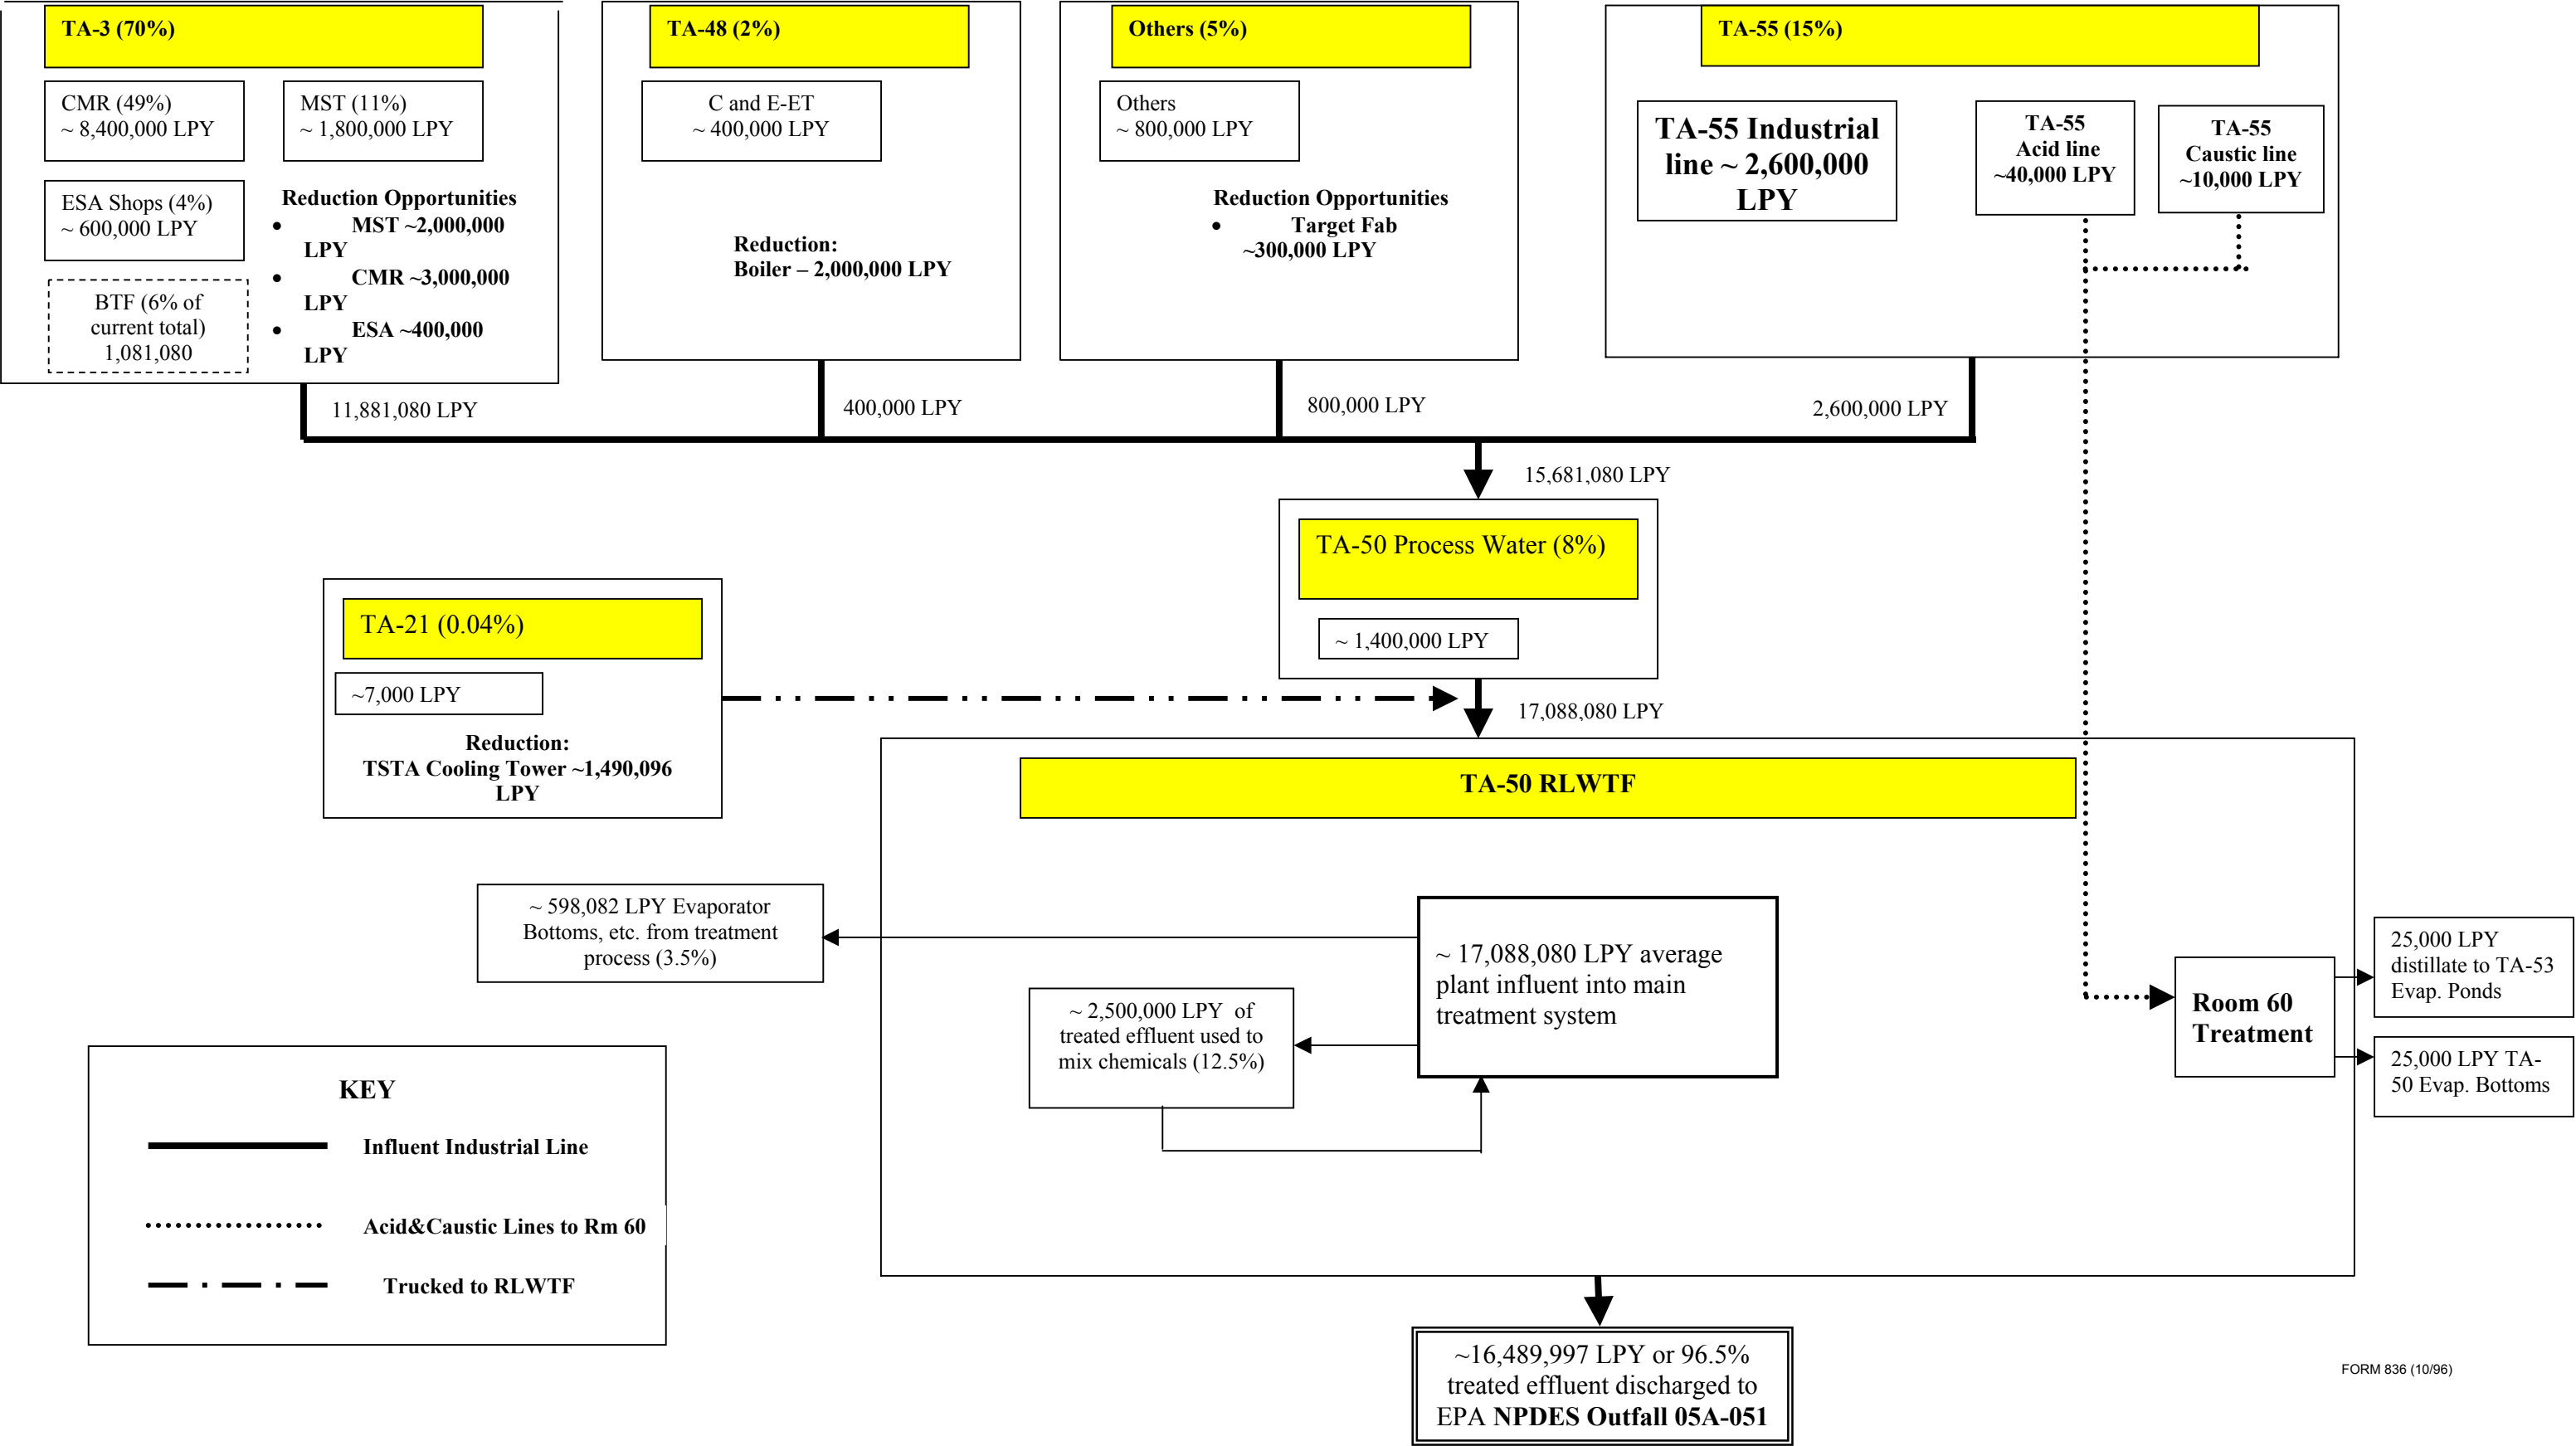 TA-3 (70%)
CMR (49%)
~ 8,400,000 LPY
MST (11%)
~ 1,800,000 LPY
ESA Shops (4%)
~ 600,000 LPY
BTF (6% of
current total)
1,081,080
Reduction Opportunities
• MST ~2,000,000
LPY
• CMR ~3,000,000
LPY
• ESA ~400,000
LPY
TA-48 (2%)
C and E-ET
~ 400,000 LPY
Reduction:
Boiler – 2,000,000 LPY
Others (5%)
Others
~ 800,000 LPY
Reduction Opportunities
• Target Fab
~300,000 LPY
TA-55 (15%)
TA-55 Industrial
line ~ 2,600,000
LPY
TA-55
Acid line
~40,000 LPY
TA-55
Caustic line
~10,000 LPY
11,881,080 LPY
400,000 LPY
800,000 LPY
2,600,000 LPY
15,681,080 LPY
TA-50 Process Water (8%)
~ 1,400,000 LPY
TA-21 (0.04%)
~7,000 LPY
Reduction:
TSTA Cooling Tower ~1,490,096
LPY
17,088,080 LPY
TA-50 RLWTF
~ 598,082 LPY Evaporator
Bottoms, etc. from treatment
process (3.5%)
~ 17,088,080 LPY average
plant influent into main
treatment system
~ 2,500,000 LPY of
treated effluent used to
mix chemicals (12.5%)
Room 60
Treatment
25,000 LPY
distillate to TA-53
Evap. Ponds
25,000 LPY TA-
50 Evap. Bottoms
KEY
Influent Industrial Line
Acid&Caustic Lines to Rm 60
Trucked to RLWTF
~16,489,997 LPY or 96.5%
treated effluent discharged to
EPA NPDES Outfall 05A-051
FORM 836 (10/96)